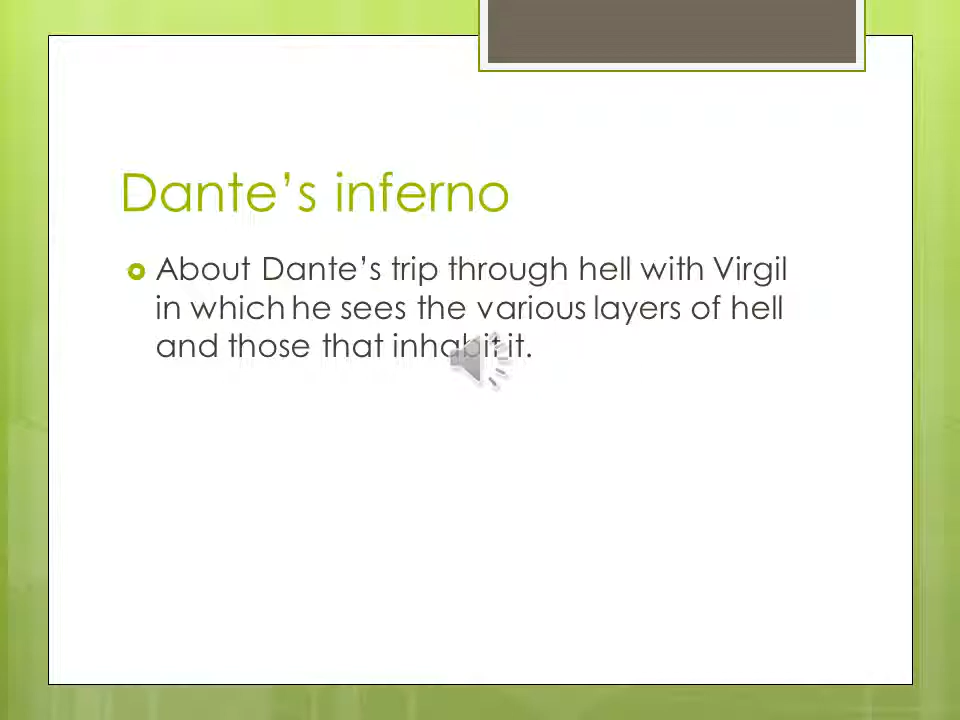 Dante’s inferno
About Dante’s trip through hell with Virgil
in which he sees the various layers of hell
and those that inhabit it.